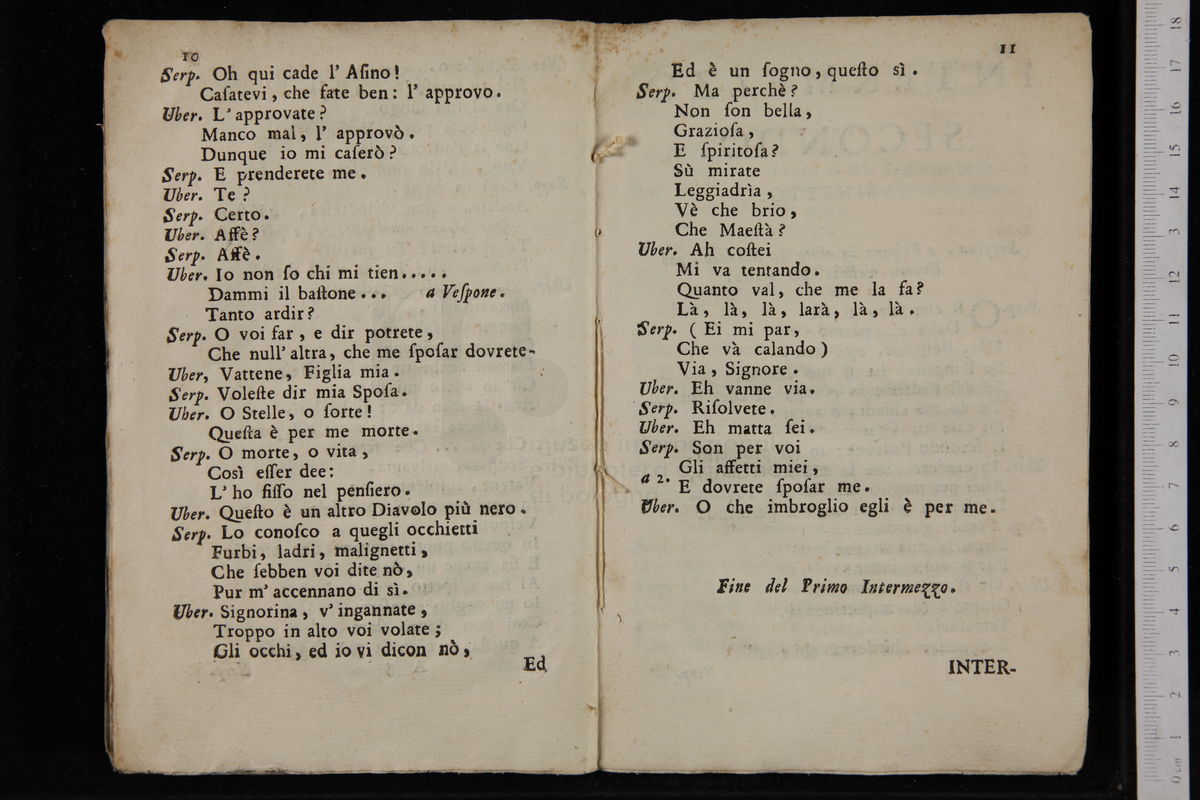 10
Serp. Oh qui cade l' Aſino!
Caſatevi, che fate ben: l' approvo.
Uber. L' approvate?
Manco mal, l' approvò.
Dunque io mi caſerò?
Serp. E prenderete me.
Uber. Te?
Serp. Certo.
Uber. Affè?
Serp. Affè.
Uber. Io non ſo chi mi tien.....
Dammi il baſtone... a Veſpone.
Tanto ardir?
Serp. O voi far, e dir potrete,
Che null' altra, che me ſpoſar dovrete-
Uber, Vattene, Figlia mia.
Serp. Voleſte dir mia Spoſa.
Uber. O Stelle, o ſorte!
Queſta è per me morte.
Serp. O morte, o vita,
Così eſſer dee:
L' ho fiſſo nel penſiero.
Uber. Queſto è un altro Diavolo più nero.
Serp. Lo conoſco a quegli occhietti
Furbi, ladri, malignetti,
Che ſebben voi dite nò,
Pur m' accennano di sì.
Uber. Signorina, v' ingannate,
Troppo in alto voi volate;
Gli occhi, ed io vi dicon nò,
Ed
11
Ed è un ſogno, queſto sì.
Serp. Ma perchè?
Non ſon bella,
Grazioſa,
E ſpiritoſa?
Sù mirate
Leggiadrìa,
Vè che brio,
Che Maeſtà?
Uber. Ah coſtei
Mi va tentando.
Quanto val, che me la fa?
Là, là, là, larà, là, là.
Serp. (Ei mi par,
Che và calando)
Via, Signore.
Uber. Eh vanne via.
Serp. Riſolvete.
Uber. Eh matta ſei.
Serp. Son per voi
Gli affetti miei,
a 2. E dovrete ſpoſar me.
Uber. O che imbroglio egli è per me.
Fine del Primo Intermezzo.
INTER-